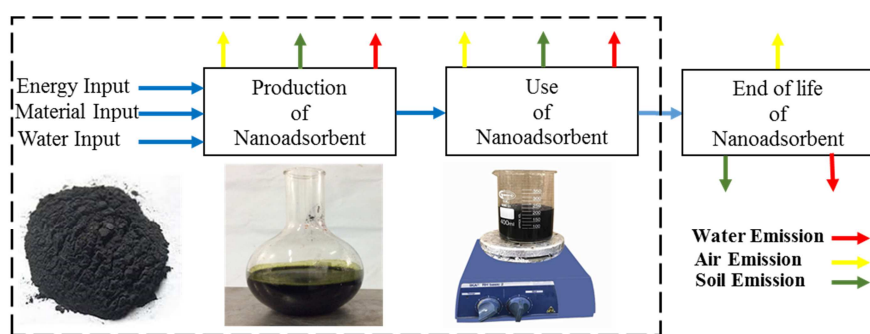 Energy Input
Material Input
Water Input
Production
of
Nanoadsorbent
Use
of
Nanoadsorbent
End of life
of
Nanoadsorbent
400ml
Water Emission
Air Emission
Soil Emission